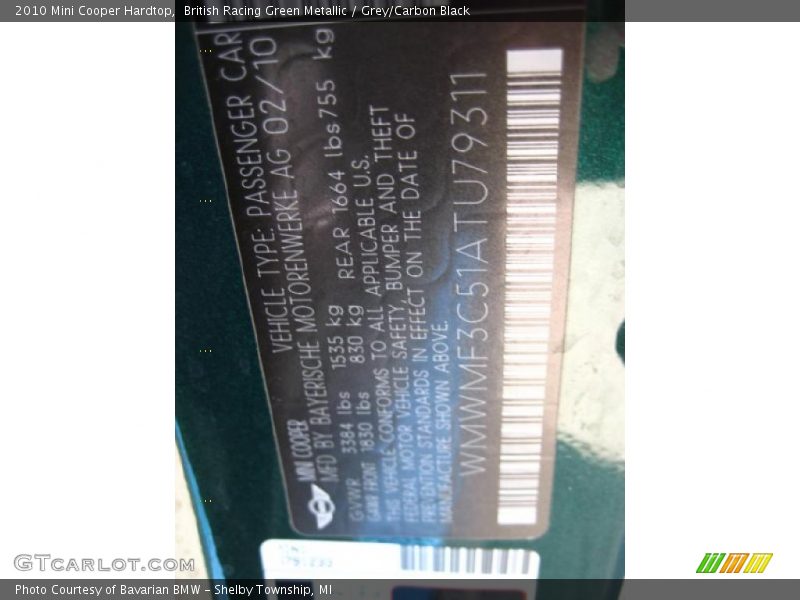 2010 Mini Cooper Hardtop, British Racing Green Metallic / Grey/Carbon Black
VEHICLE TYPE: PASSENGER CAR
MINI COOPER
MFD BY BAYERISCHE MOTORENWERKE AG 02/10
GVWR 3384 lbs 1535 kg
GAWR FRONT 1830 lbs 830 kg REAR 1664 lbs 755 kg
THIS VEHICLE CONFORMS TO ALL APPLICABLE U.S.
FEDERAL MOTOR VEHICLE SAFETY, BUMPER AND THEFT
PREVENTION STANDARDS IN EFFECT ON THE DATE OF
MANUFACTURE SHOWN ABOVE.
WMWMF3C51ATU79311
GTCarLot.com
Photo Courtesy of Bavarian BMW – Shelby Township, MI